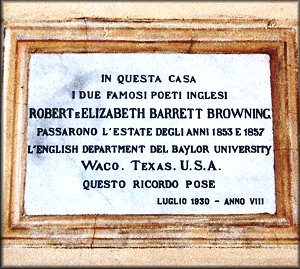 IN QUESTA CASA
I DUE FAMOSI POETI INGLESI
ROBERT E ELIZABETH BARRETT BROWNING
PASSARONO L'ESTATE DEGLI ANNI 1853 E 1857
L'ENGLISH DEPARTMENT DEL BAYLOR UNIVERSITY
WACO, TEXAS, U.S.A.
QUESTO RICORDO POSE
LUGLIO 1930 - ANNO VIII